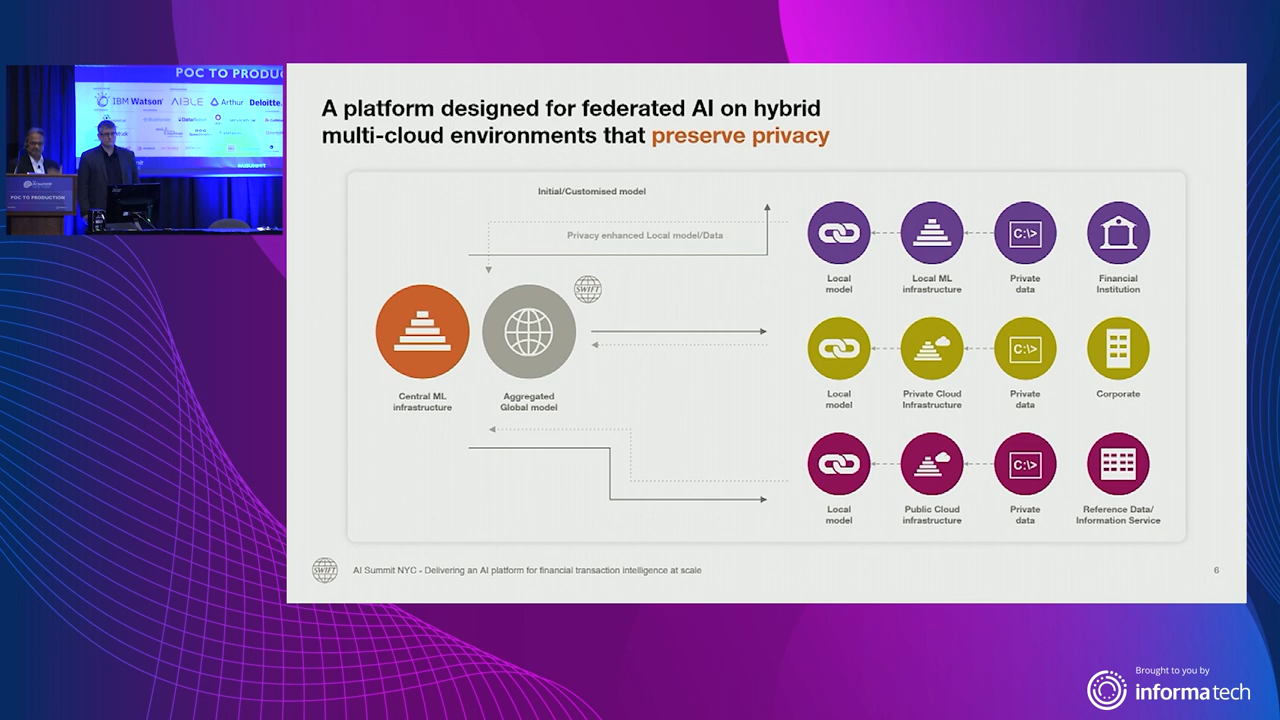 POC TO PRODUC
IBM Watson
AIBLE
Arthur
Deloitte.
POC TO PRODUCTION
A platform designed for federated AI on hybrid
multi-cloud environments that preserve privacy
Initial/Customised model
Privacy enhanced Local model/Data
SWIFT
Central ML
infrastructure
Aggregated
Global model
C:\>
Local
model
Local ML
infrastructure
Private
data
Financial
Institution
C:\>
Local
model
Private Cloud
Infrastructure
Private
data
Corporate
C:\>
Local
model
Public Cloud
infrastructure
Private
data
Reference Data/
Information Service
SWIFT
AI Summit NYC - Delivering an AI platform for financial transaction intelligence at scale
6
Brought to you by
informa tech